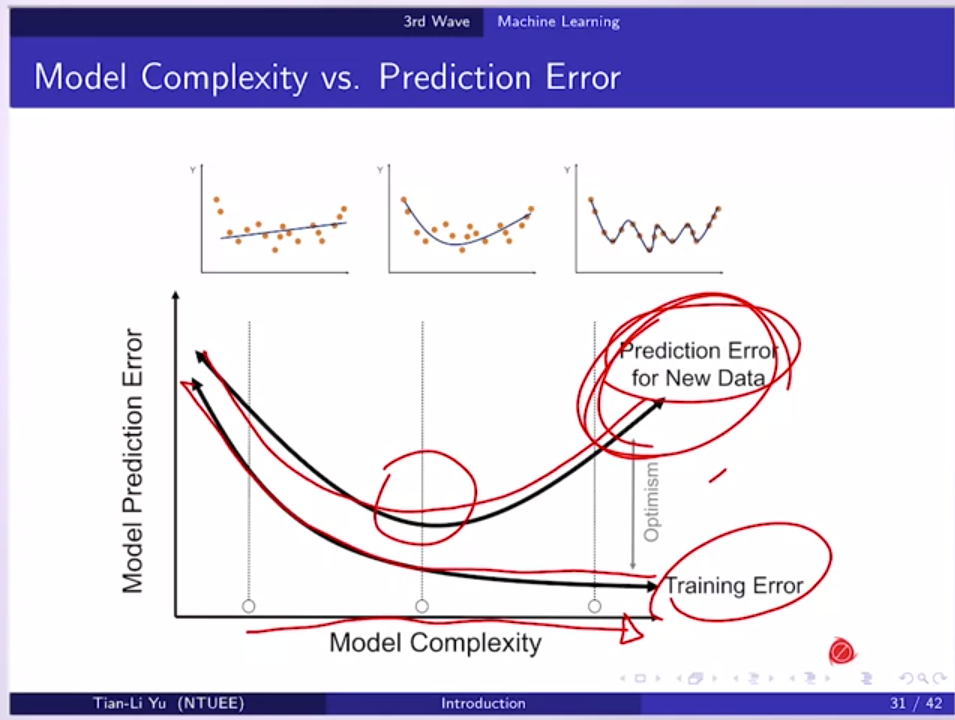 3rd Wave Machine Learning
Model Complexity vs. Prediction Error
Y Y Y
Model Prediction Error
Prediction Error
for New Data
Optimism
Training Error
Model Complexity
Tian-Li Yu (NTUEE) Introduction 31 / 42